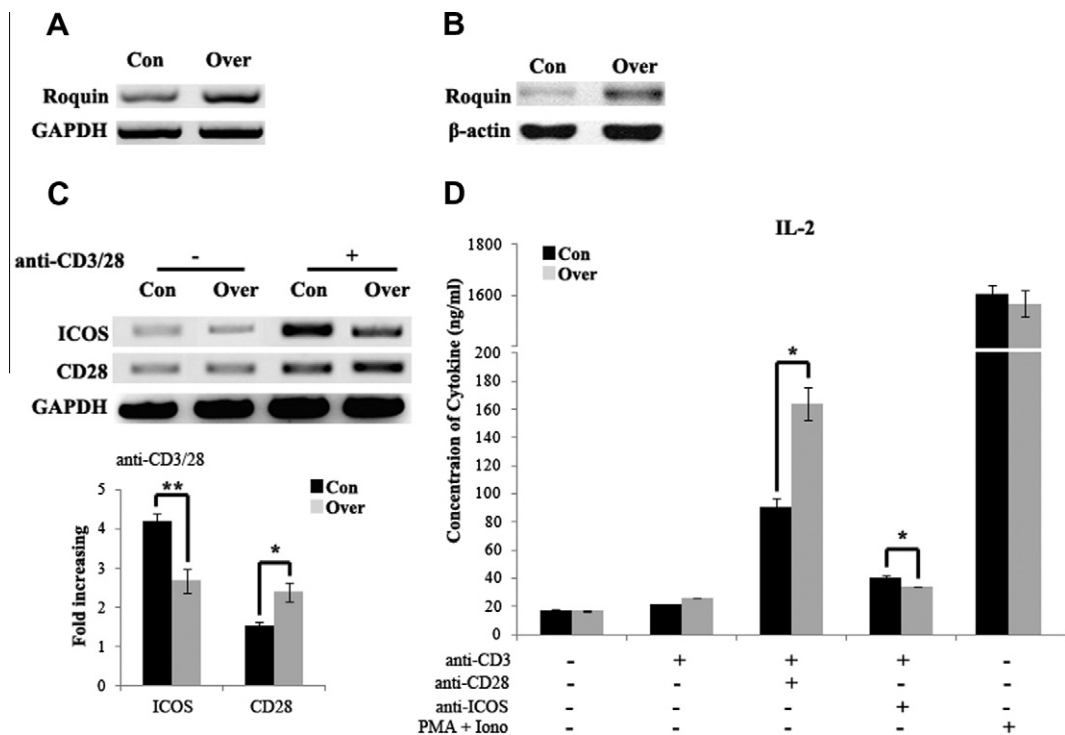 A
Con Over
Roquin
GAPDH
B
Con Over
Roquin
β-actin
C
anti-CD3/28 - +
Con Over Con Over
ICOS
CD28
GAPDH
anti-CD3/28
Con
Over
Fold increasing
5
4
3
2
1
0
** *
ICOS CD28
D
IL-2
Con
Over
Concentraion of Cytokine (ng/ml)
1800
1600
200
180
160
140
120
100
80
60
40
20
0
* *
anti-CD3 - + + + -
anti-CD28 - - + - -
anti-ICOS - - - + -
PMA + Iono - - - - +